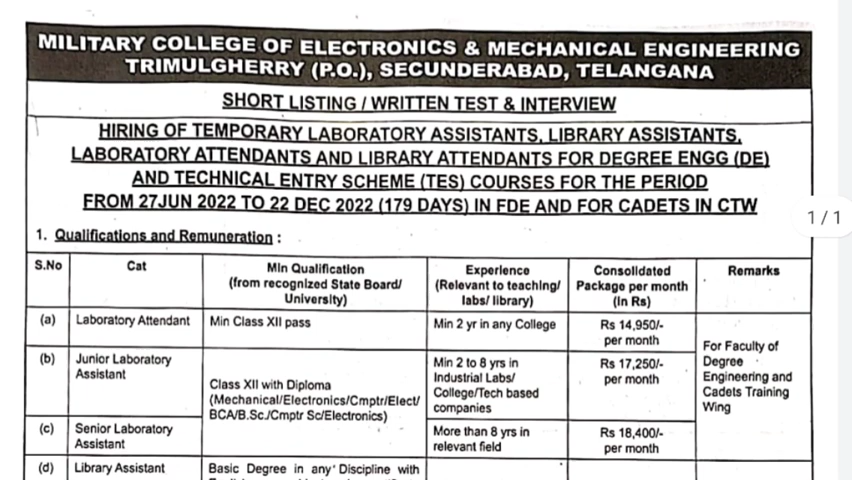 MILITARY COLLEGE OF ELECTRONICS & MECHANICAL ENGINEERING
TRIMULGHERRY (P.O.), SECUNDERABAD, TELANGANA
SHORT LISTING / WRITTEN TEST & INTERVIEW
HIRING OF TEMPORARY LABORATORY ASSISTANTS, LIBRARY ASSISTANTS,
LABORATORY ATTENDANTS AND LIBRARY ATTENDANTS FOR DEGREE ENGG (DE)
AND TECHNICAL ENTRY SCHEME (TES) COURSES FOR THE PERIOD
FROM 27JUN 2022 TO 22 DEC 2022 (179 DAYS) IN FDE AND FOR CADETS IN CTW
1 / 1
1. Qualifications and Remuneration :
S.No
Cat
Min Qualification
(from recognized State Board/
University)
Experience
(Relevant to teaching/
labs/ library)
Consolidated
Package per month
(In Rs)
Remarks
(a)
Laboratory Attendant
Min Class XII pass
Min 2 yr in any College
Rs 14,950/-
per month
For Faculty of
Degree
Engineering and
Cadets Training
Wing
(b)
Junior Laboratory
Assistant
Class XII with Diploma
(Mechanical/Electronics/Cmptr/Elect/
BCA/B.Sc./Cmptr Sc/Electronics)
Min 2 to 8 yrs in
Industrial Labs/
College/Tech based
companies
Rs 17,250/-
per month
(c)
Senior Laboratory
Assistant
More than 8 yrs in
relevant field
Rs 18,400/-
per month
(d)
Library Assistant
Basic Degree in any Discipline with